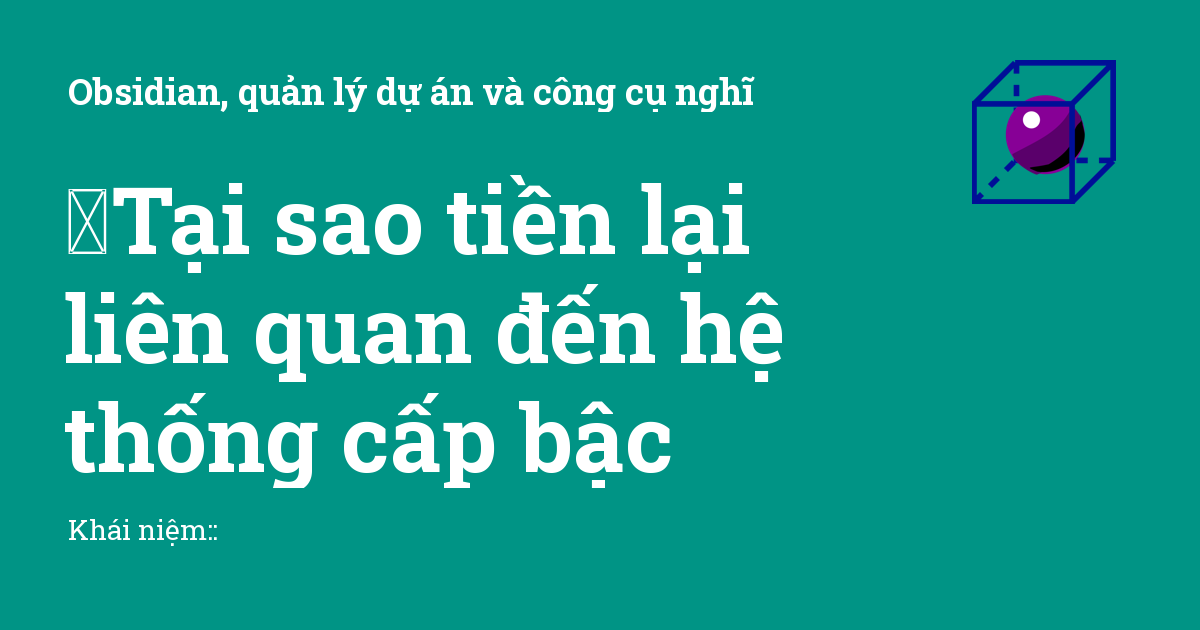 Obsidian, quản lý dự án và công cụ nghĩ
Tại sao tiền lại
liên quan đến hệ
thống cấp bậc
Khái niệm::